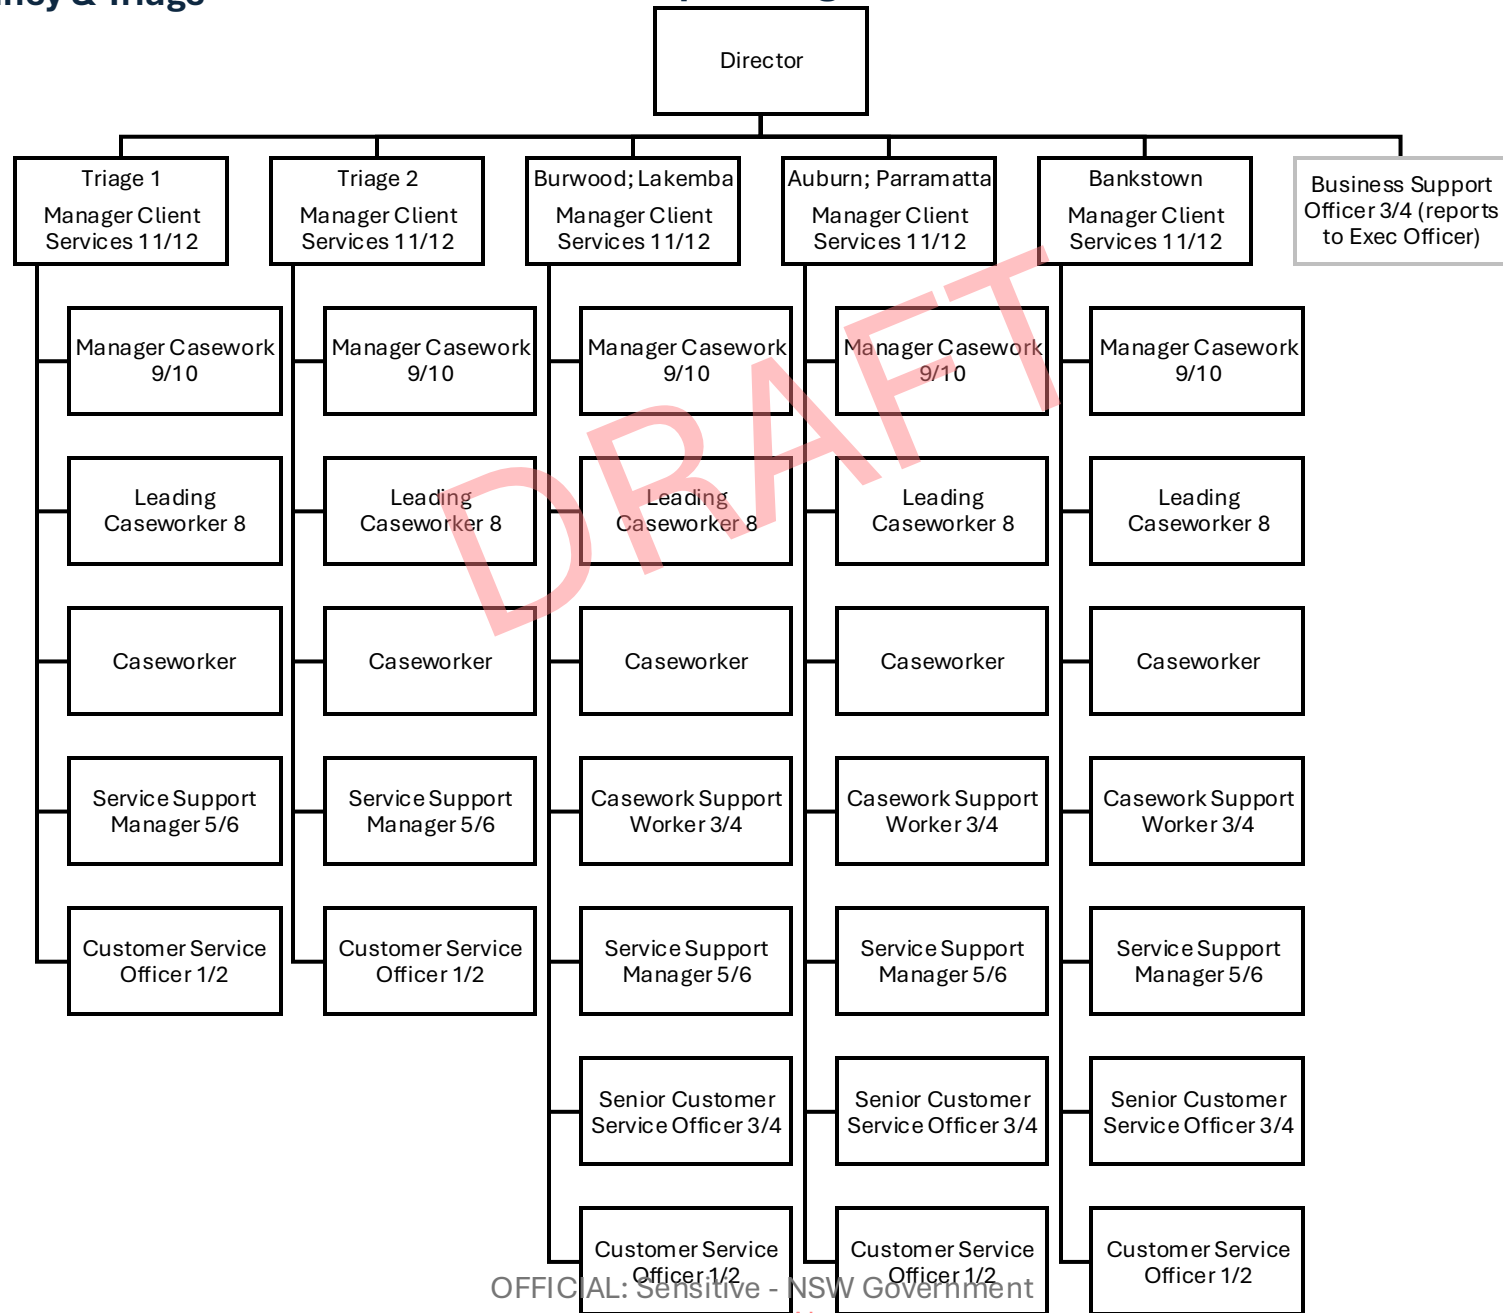 & Triage
Director
Triage 1
Manager Client
Services 11/12
Triage 2
Manager Client
Services 11/12
Burwood; Lakemba
Manager Client
Services 11/12
Auburn; Parramatta
Manager Client
Services 11/12
Bankstown
Manager Client
Services 11/12
Business Support
Officer 3/4 (reports
to Exec Officer)
Manager Casework
9/10
Leading
Caseworker 8
Caseworker
Service Support
Manager 5/6
Customer Service
Officer 1/2
Manager Casework
9/10
Leading
Caseworker 8
Caseworker
Service Support
Manager 5/6
Customer Service
Officer 1/2
Manager Casework
9/10
Leading
Caseworker 8
Caseworker
Casework Support
Worker 3/4
Service Support
Manager 5/6
Senior Customer
Service Officer 3/4
Customer Service
Officer 1/2
Manager Casework
9/10
Leading
Caseworker 8
Caseworker
Casework Support
Worker 3/4
Service Support
Manager 5/6
Senior Customer
Service Officer 3/4
Customer Service
Officer 1/2
Manager Casework
9/10
Leading
Caseworker 8
Caseworker
Casework Support
Worker 3/4
Service Support
Manager 5/6
Senior Customer
Service Officer 3/4
Customer Service
Officer 1/2
DRAFT
OFFICIAL: Sensitive - NSW Government